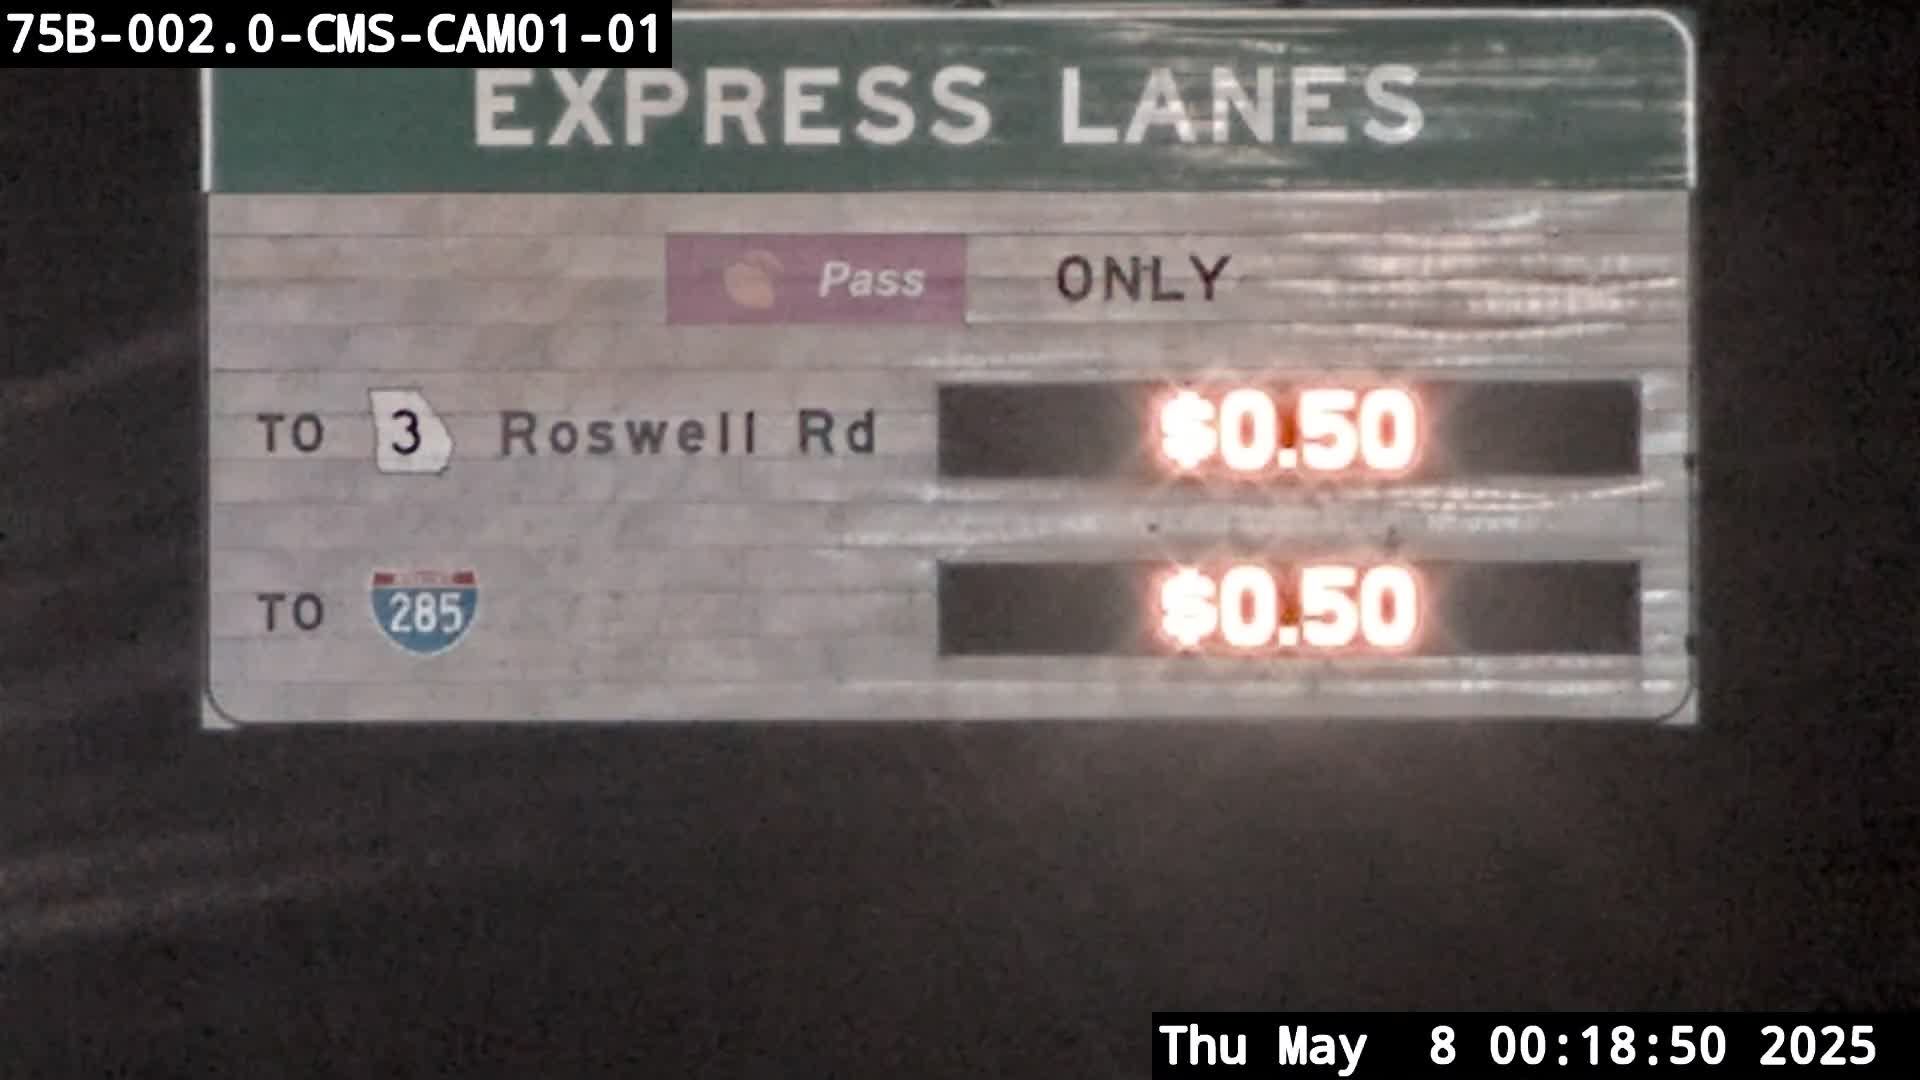 75B-002.0-CMS-CAM01-01
EXPRESS LANES
Pass ONLY
TO 3 Roswell Rd $0.50
TO 285 $0.50
Thu May 8 00:18:50 2025